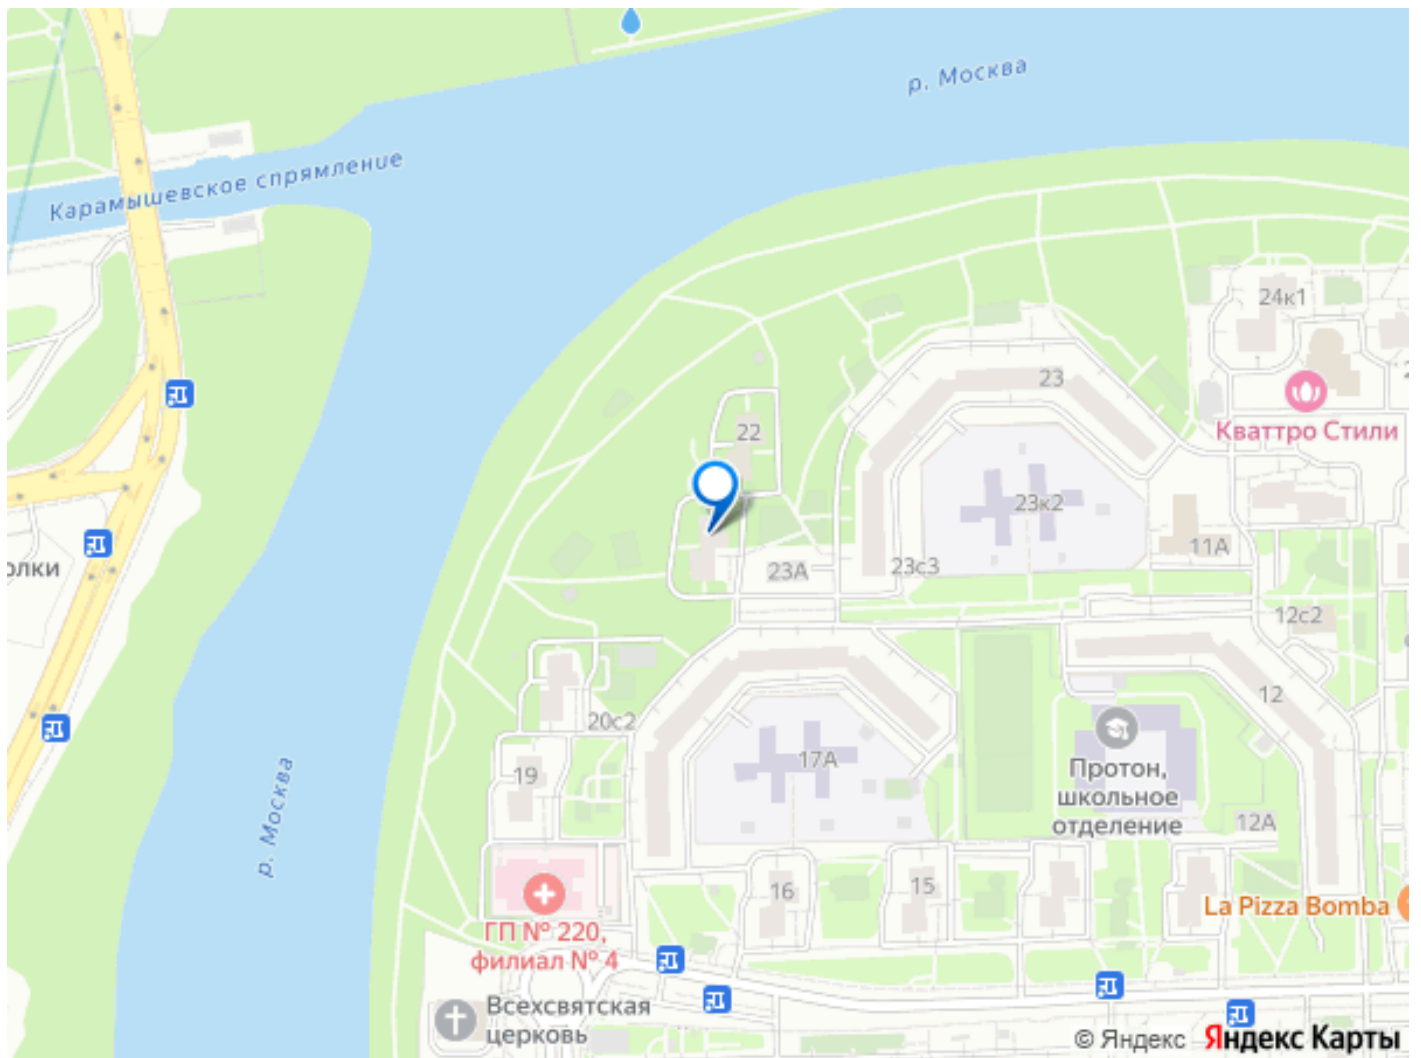 р. Москва
Карамышевское спрямление
24к1
23
Кваттро Стили
22
23к2
11А
олки
23А
23с3
12с2
12
20с2
17А
19
Протон,
школьное
отделение
12А
16
15
La Pizza Bomba
р. Москва
ГП № 220,
филиал № 4
Всехсвятская
церковь
© Яндекс Яндекс Карты